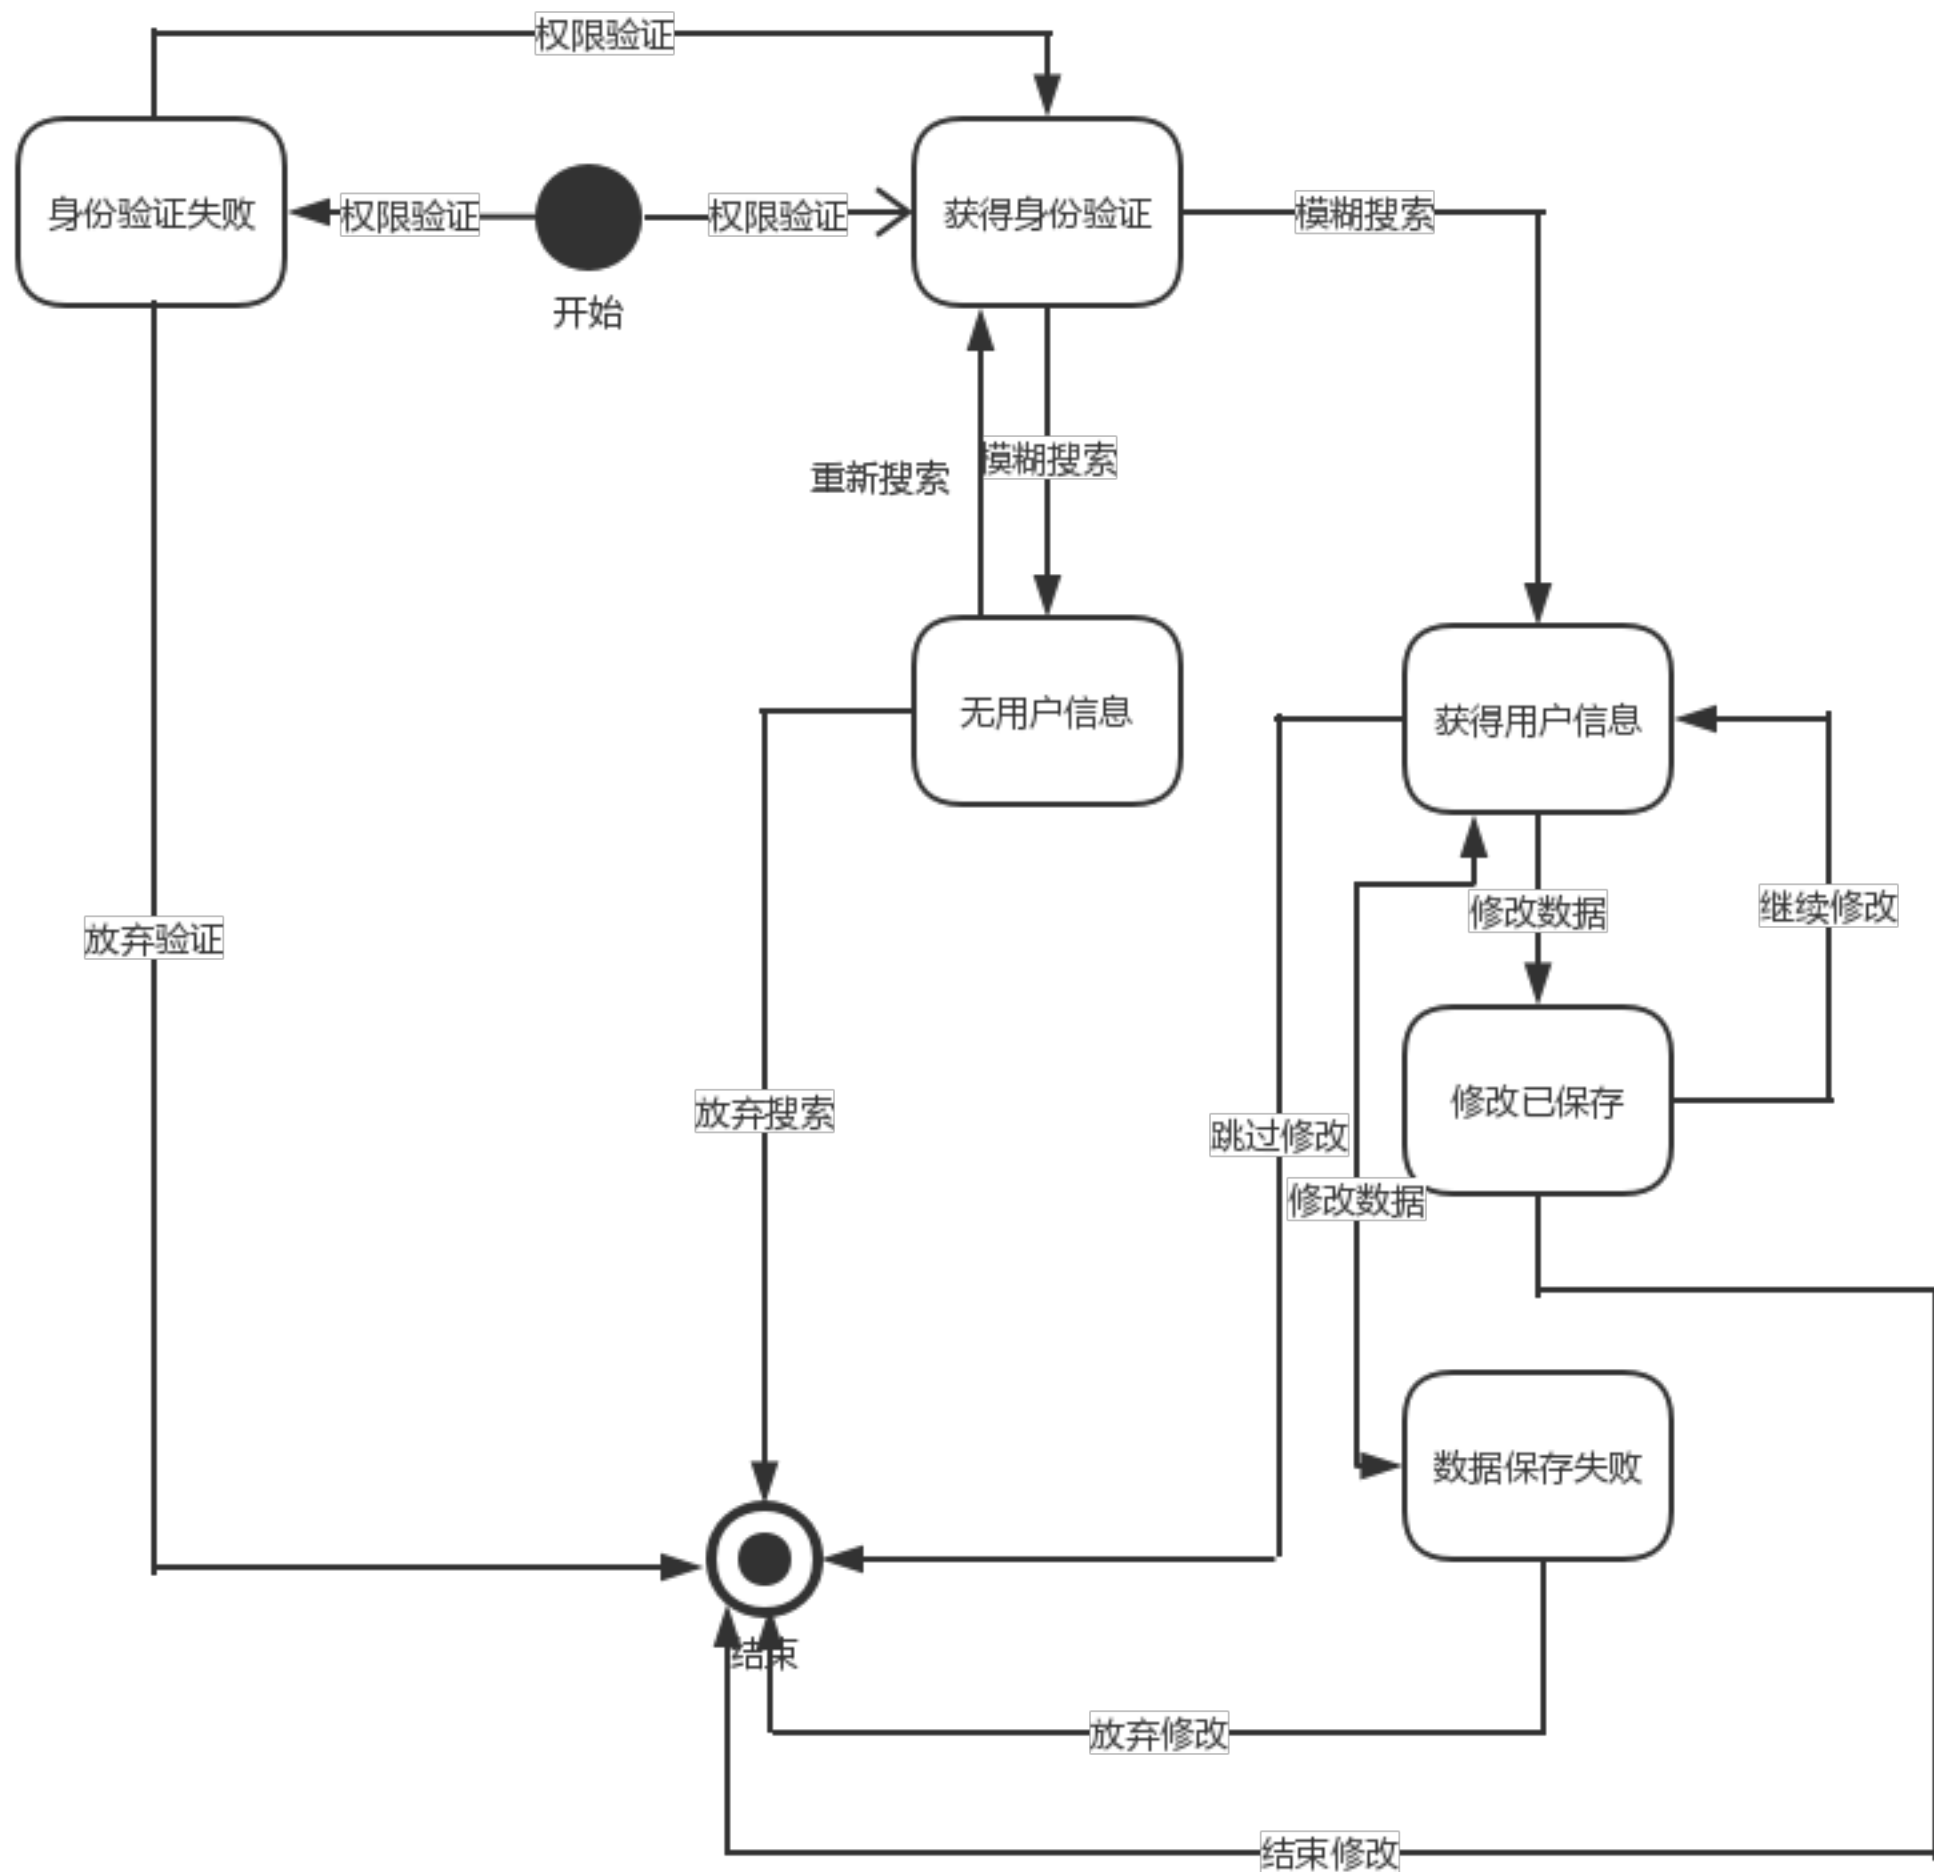 权限验证
身份验证失败
权限验证
权限验证
获得身份验证
模糊搜索
开始
重新搜索
模糊搜索
无用户信息
获得用户信息
修改数据
继续修改
放弃验证
放弃搜索
跳过修改
修改已保存
修改数据
数据保存失败
结束
放弃修改
结束修改